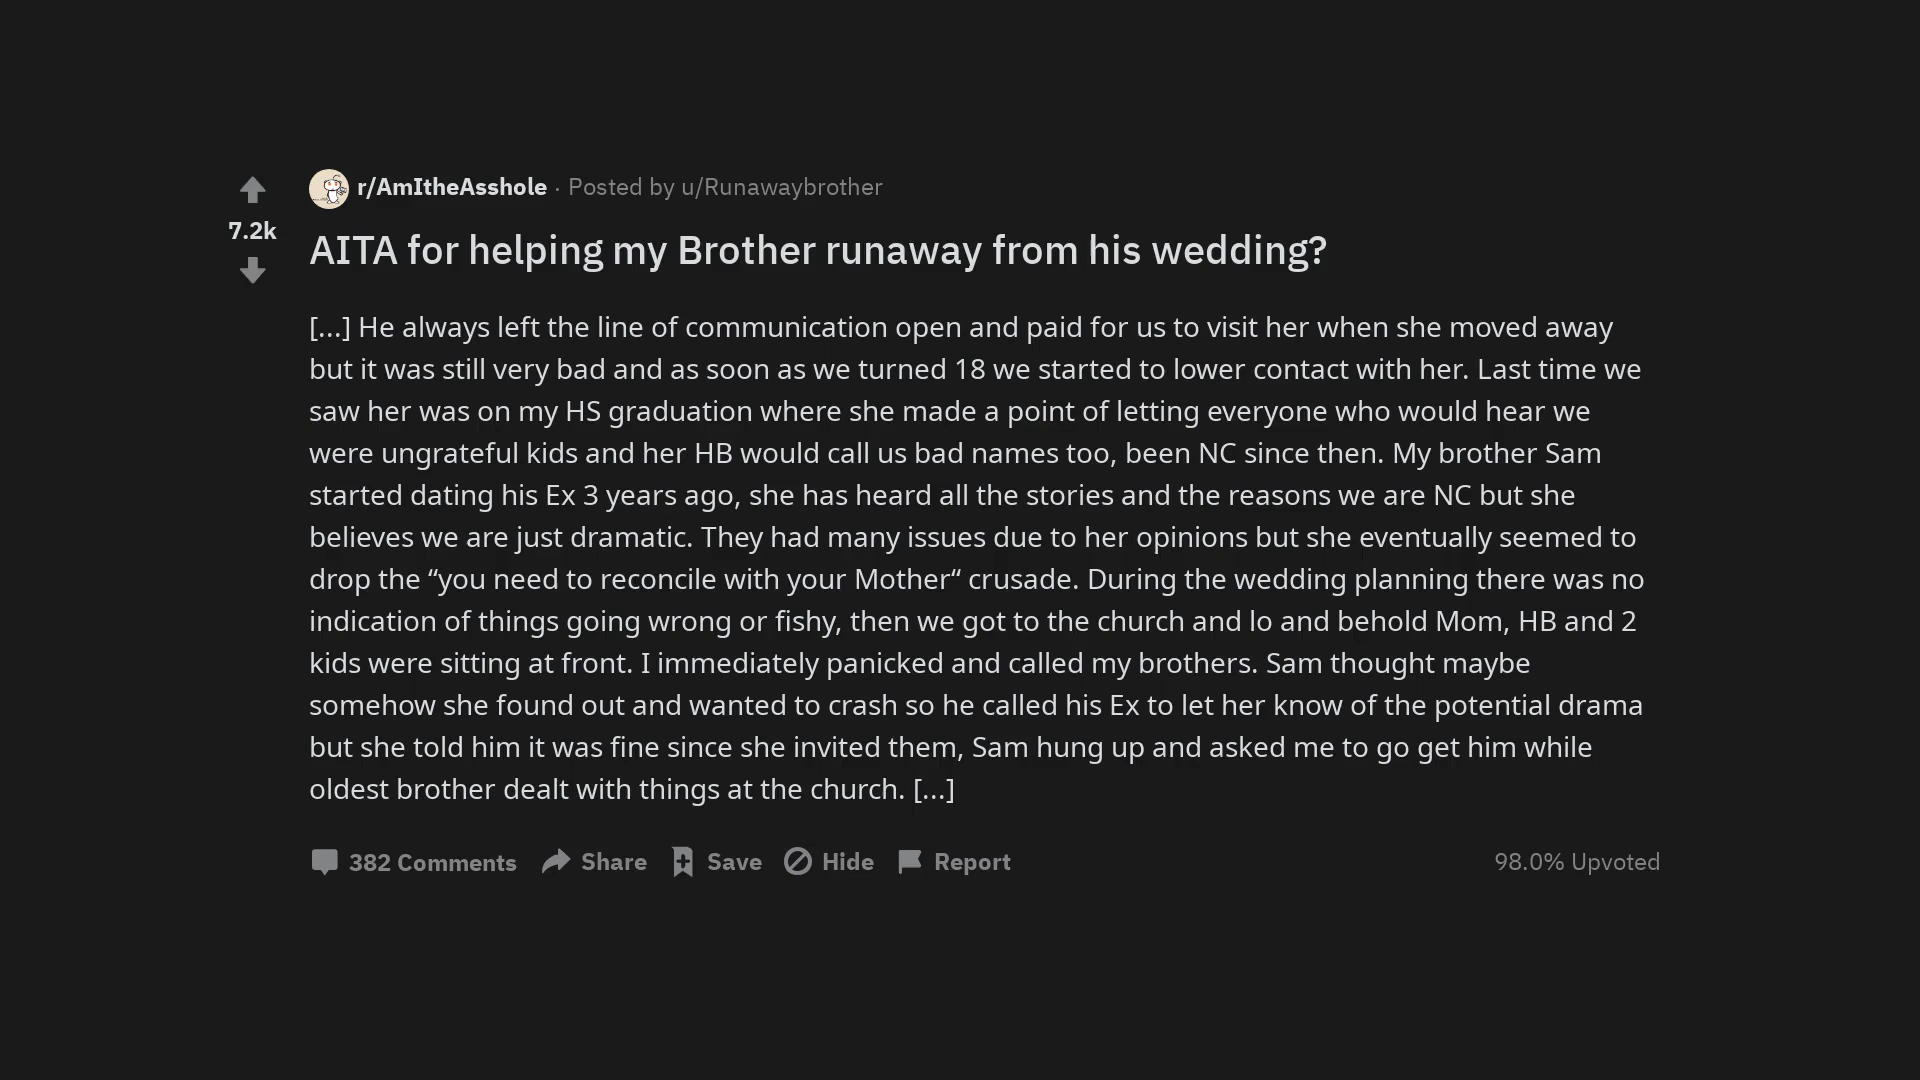 r/AmItheAsshole · Posted by u/Runawaybrother
7.2k
AITA for helping my Brother runaway from his wedding?
[...] He always left the line of communication open and paid for us to visit her when she moved away
but it was still very bad and as soon as we turned 18 we started to lower contact with her. Last time we
saw her was on my HS graduation where she made a point of letting everyone who would hear we
were ungrateful kids and her HB would call us bad names too, been NC since then. My brother Sam
started dating his Ex 3 years ago, she has heard all the stories and the reasons we are NC but she
believes we are just dramatic. They had many issues due to her opinions but she eventually seemed to
drop the “you need to reconcile with your Mother“ crusade. During the wedding planning there was no
indication of things going wrong or fishy, then we got to the church and lo and behold Mom, HB and 2
kids were sitting at front. I immediately panicked and called my brothers. Sam thought maybe
somehow she found out and wanted to crash so he called his Ex to let her know of the potential drama
but she told him it was fine since she invited them, Sam hung up and asked me to go get him while
oldest brother dealt with things at the church. [...]
382 Comments Share Save Hide Report 98.0% Upvoted